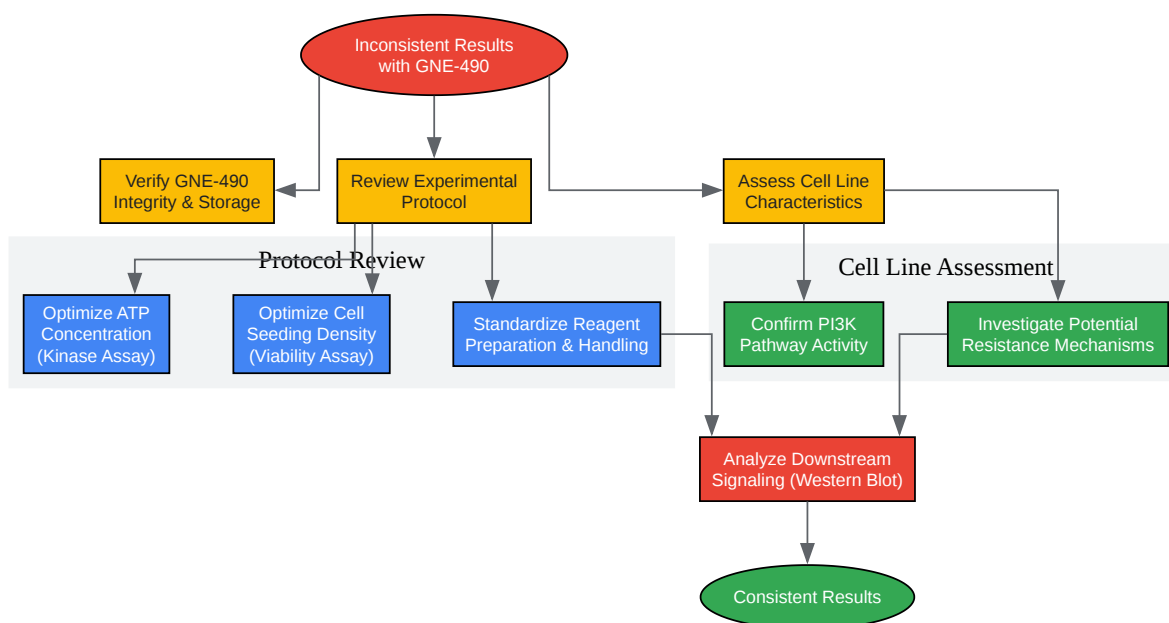 Inconsistent Results
with GNE-490
Verify GNE-490
Integrity & Storage
Review Experimental
Protocol
Assess Cell Line
Characteristics
Protocol Review
Cell Line Assessment
Optimize ATP
Concentration
(Kinase Assay)
Optimize Cell
Seeding Density
(Viability Assay)
Standardize Reagent
Preparation & Handling
Confirm PI3K
Pathway Activity
Investigate Potential
Resistance Mechanisms
Analyze Downstream
Signaling (Western Blot)
Consistent Results